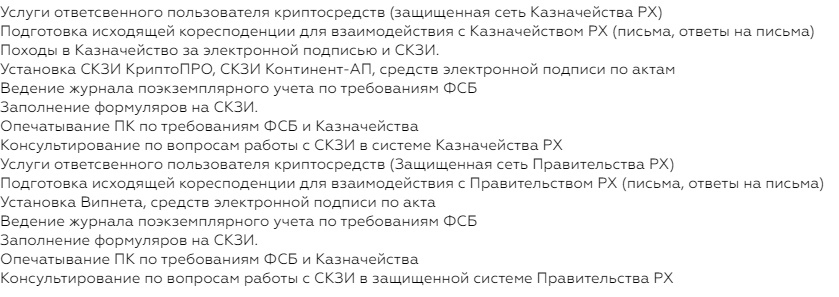 Услуги ответсвенного пользователя криптосредств (защищенная сеть Казначейства РХ)
Подготовка исходящей кореспоненции для взаимодействия с Казначейством РХ (письма, ответы на письма)
Походы в Казначейство за электронной подписью и СКЗИ.
Установка СКЗИ КриптоПРО, СКЗИ Континент-АП, средств электронной подписи по актам
Ведение журнала поэкземплярного учета по требованиям ФСБ
Заполнение формуляров на СКЗИ.
Опечатывание ПК по требованиям ФСБ и Казначейства
Консультирование по вопросам работы с СКЗИ в системе Казначейства РХ
Услуги ответсвенного пользователя криптосредств (Защищенная сеть Правительства РХ)
Подготовка исходящей кореспоненции для взаимодействия с Правительством РХ (письма, ответы на письма)
Установка Випнета, средств электронной подписи по акта
Ведение журнала поэкземплярного учета по требованиям ФСБ
Заполнение формуляров на СКЗИ.
Опечатывание ПК по требованиям ФСБ и Казначейства
Консультирование по вопросам работы с СКЗИ в защищенной системе Правительства РХ